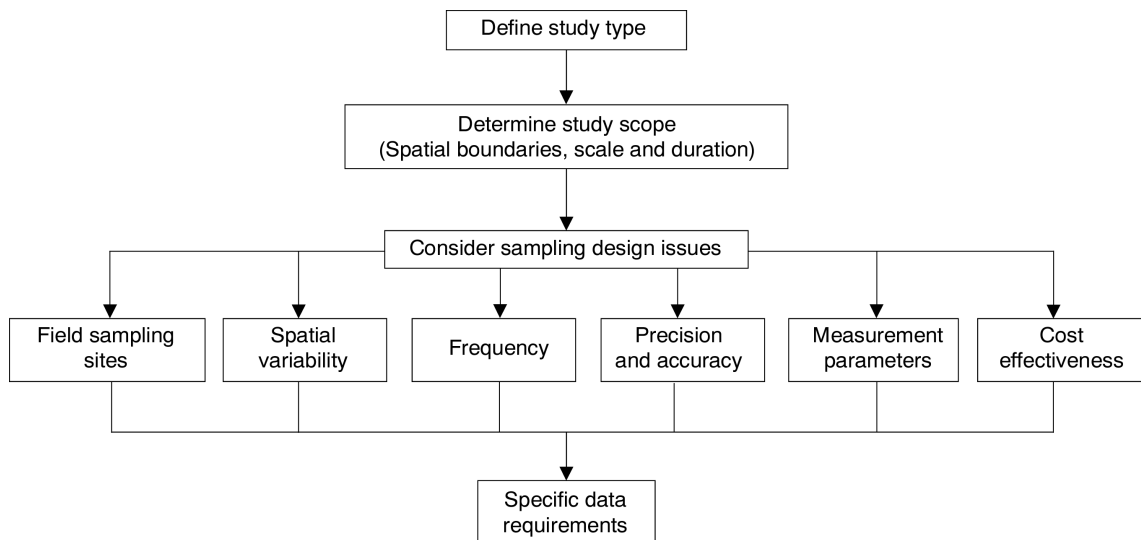 Define study type
Determine study scope
(Spatial boundaries, scale and duration)
Consider sampling design issues
Field sampling
sites
Spatial
variability
Frequency
Precision
and accuracy
Measurement
parameters
Cost
effectiveness
Specific data
requirements